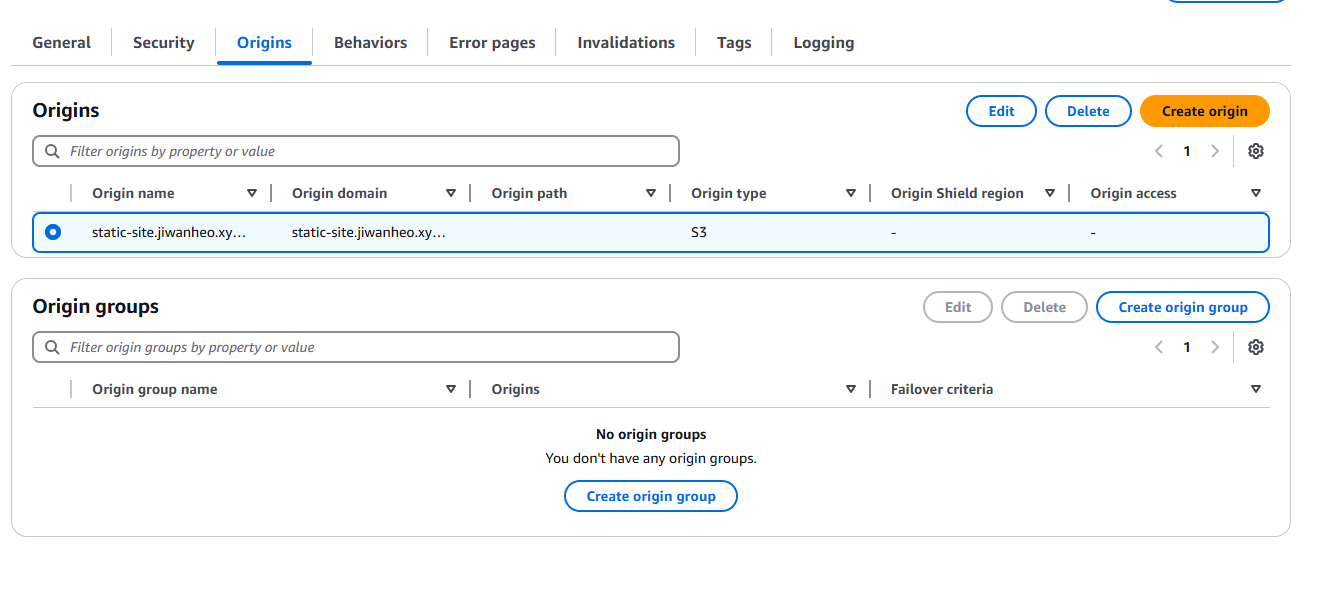 General Security Origins Behaviors Error pages Invalidations Tags Logging
Origins Edit Delete Create origin
Filter origins by property or value 1
Origin name Origin domain Origin path Origin type Origin Shield region Origin access
static-site.jiwanheo.xy... static-site.jiwanheo.xy... S3 - -
Origin groups Edit Delete Create origin group
Filter origin groups by property or value 1
Origin group name Origins Failover criteria
No origin groups
You don't have any origin groups.
Create origin group